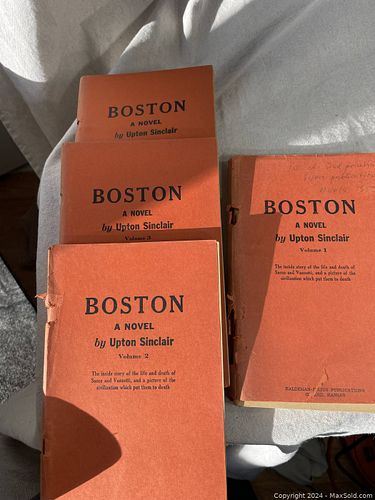 BOSTON
A NOVEL
by Upton Sinclair
BOSTON
A NOVEL
by Upton Sinclair
Volume 3
BOSTON
A NOVEL
by Upton Sinclair
Volume 2
The inside story of the life and death of
Sacco and Vanzetti, and a picture of the
civilization which put them to death
BOSTON
A NOVEL
by Upton Sinclair
Volume 1
The inside story of the life and death of
Sacco and Vanzetti, and a picture of the
civilization which put them to death
HALDEMAN-JULIUS PUBLICATIONS
KANSAS
Copyright © 2024 - MaxSold.com